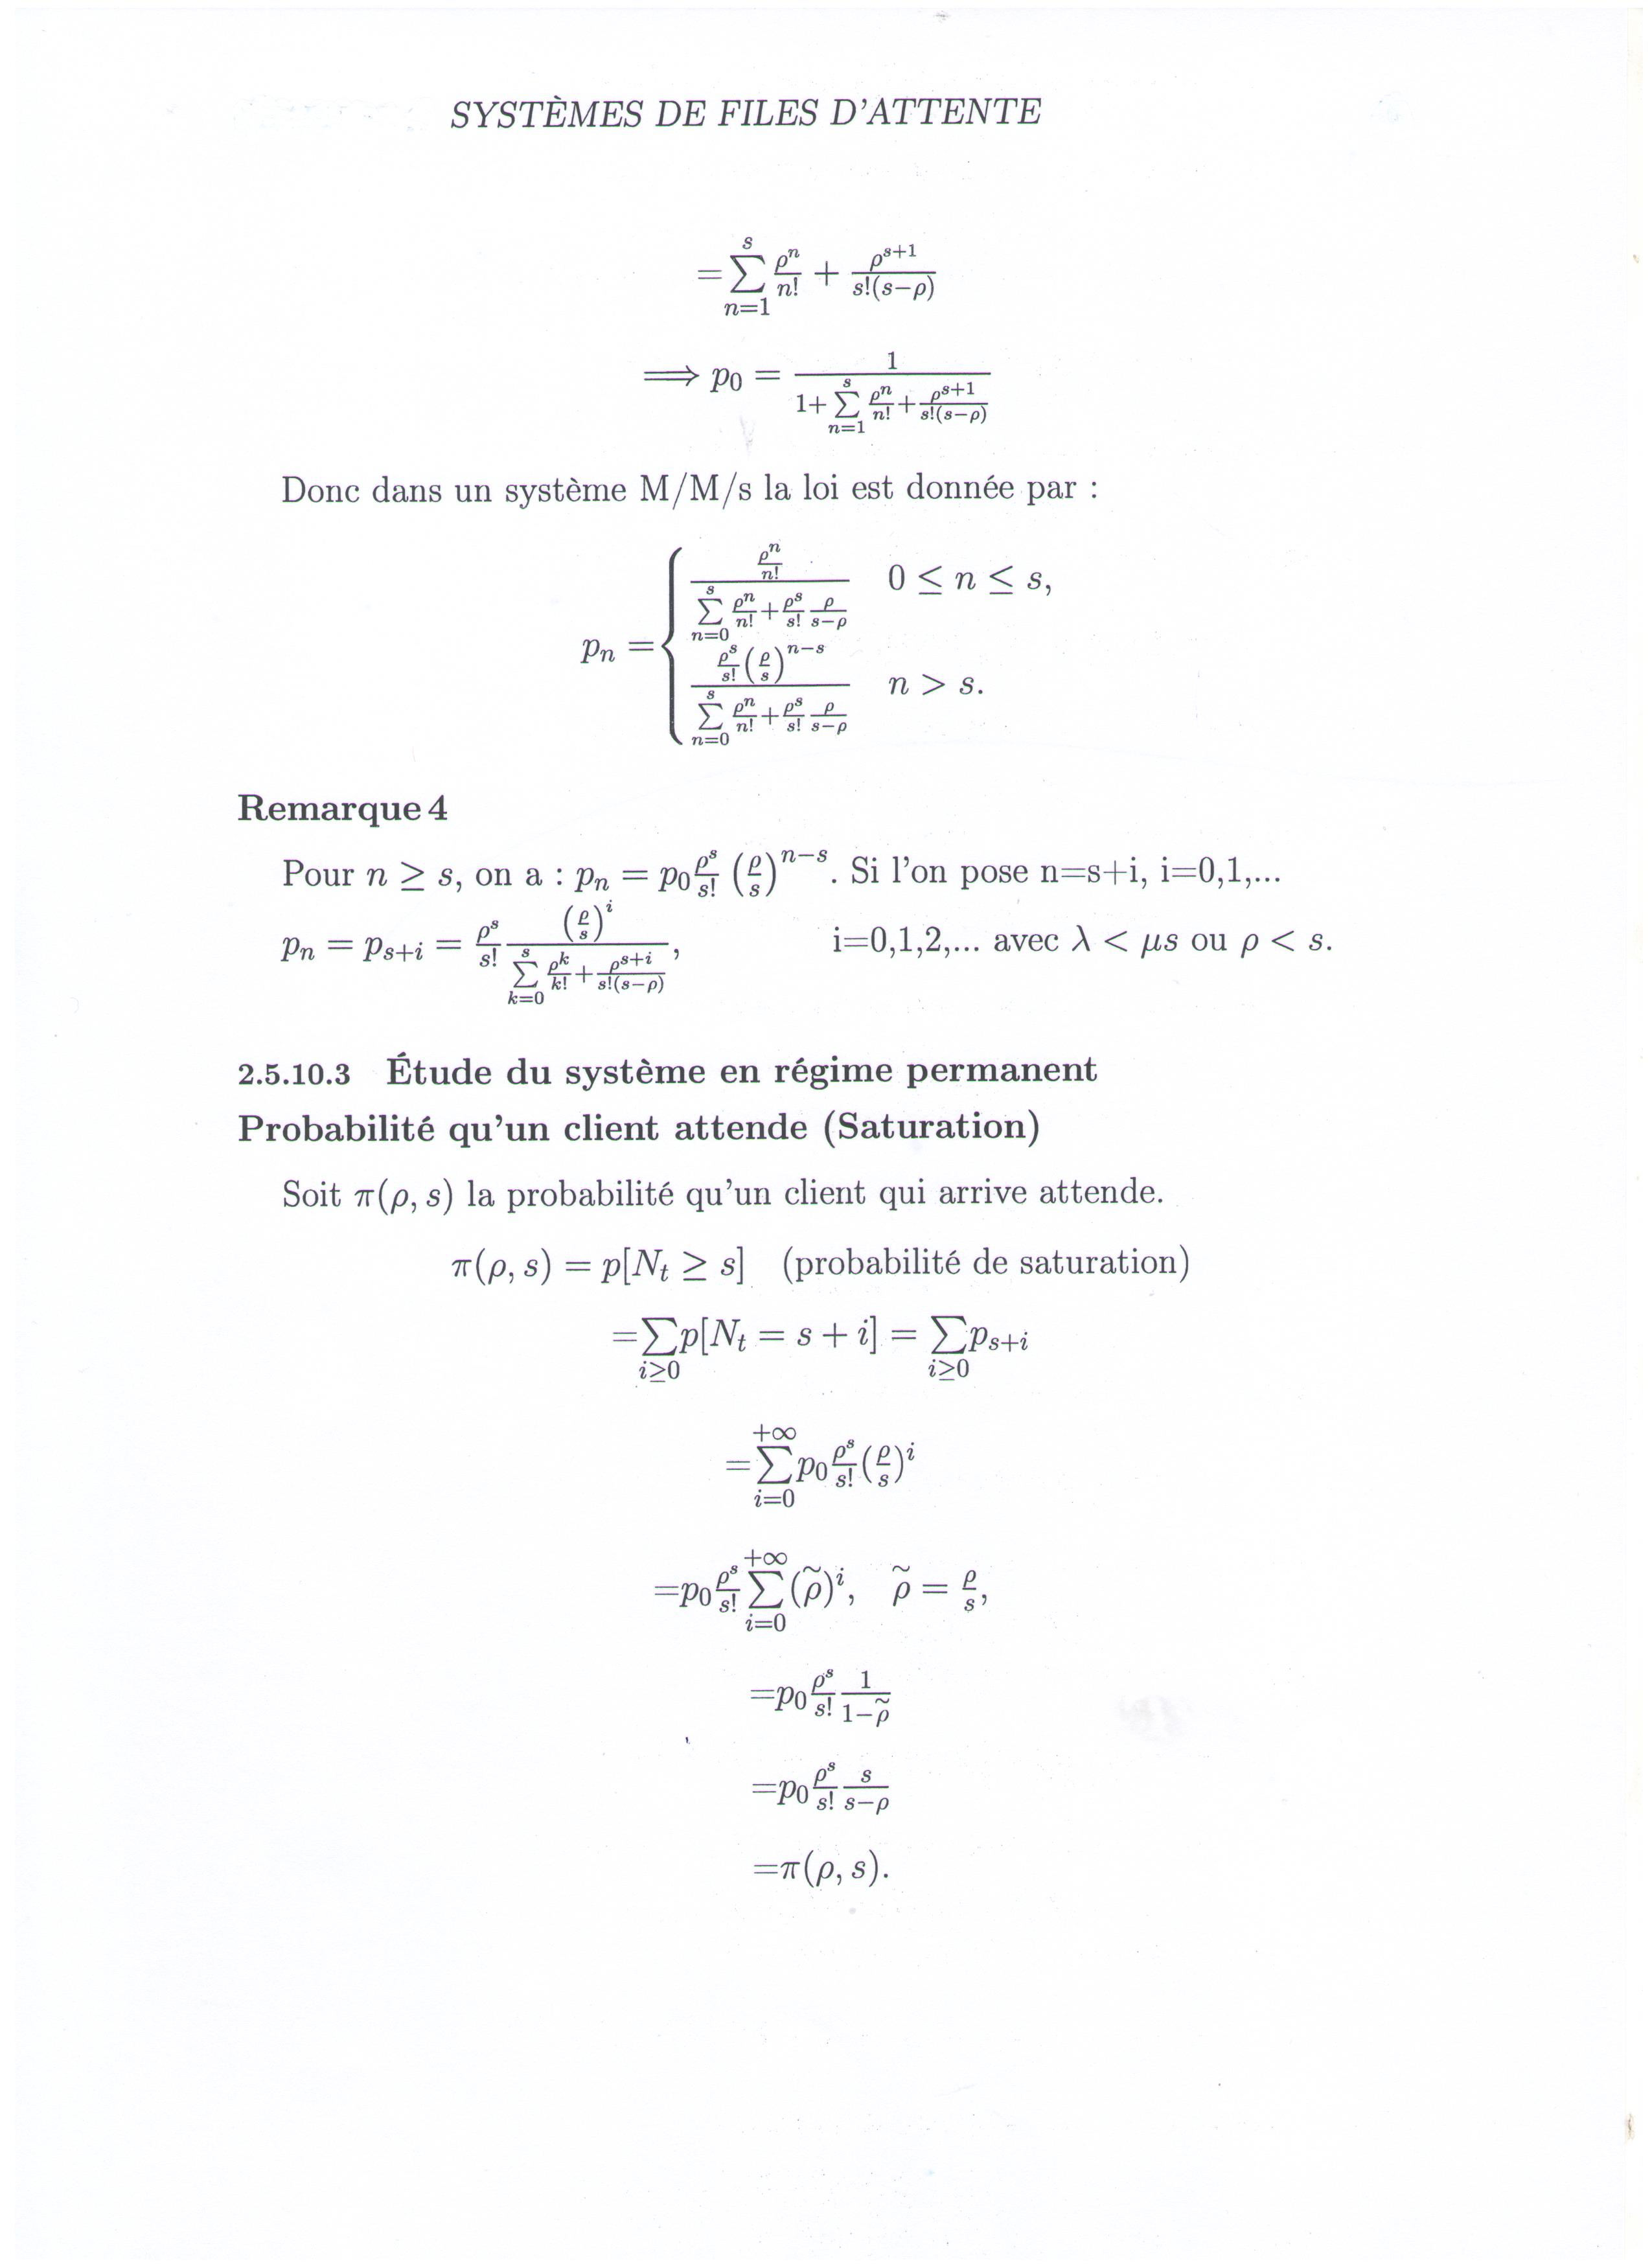 SYSTÈMES DE FILES D'ATTENTE
$= \sum_{n=1}^{s} \frac{\rho^n}{n!} + \frac{\rho^{s+1}}{s!(s-\rho)}$
$\Longrightarrow p_0 = \frac{1}{1+\sum_{n=1}^{s} \frac{\rho^n}{n!}+\frac{\rho^{s+1}}{s!(s-\rho)}}$
Donc dans un système M/M/s la loi est donnée par :
$p_n = \begin{cases} \frac{\frac{\rho^n}{n!}}{\sum_{n=0}^{s} \frac{\rho^n}{n!}+\frac{\rho^s}{s!}\frac{\rho}{s-\rho}} & 0 \leq n \leq s, \\ \frac{\frac{\rho^s}{s!}\left(\frac{\rho}{s}\right)^{n-s}}{\sum_{n=0}^{s} \frac{\rho^n}{n!}+\frac{\rho^s}{s!}\frac{\rho}{s-\rho}} & n > s. \end{cases}$
Remarque 4
Pour $n \geq s$, on a : $p_n = p_0 \frac{\rho^s}{s!} \left(\frac{\rho}{s}\right)^{n-s}$. Si l'on pose n=s+i, i=0,1,...
$p_n = p_{s+i} = \frac{\rho^s}{s!} \frac{\left(\frac{\rho}{s}\right)^i}{\sum_{k=0}^{s} \frac{\rho^k}{k!}+\frac{\rho^{s+i}}{s!(s-\rho)}}$, i=0,1,2,... avec $\lambda < \mu s$ ou $\rho < s$.
2.5.10.3 Étude du système en régime permanent
Probabilité qu'un client attende (Saturation)
Soit $\pi(\rho, s)$ la probabilité qu'un client qui arrive attende.
$\pi(\rho, s) = p[N_t \geq s]$ (probabilité de saturation)
$= \sum_{i \geq 0} p[N_t = s + i] = \sum_{i \geq 0} p_{s+i}$
$= \sum_{i=0}^{+\infty} p_0 \frac{\rho^s}{s!} (\frac{\rho}{s})^i$
$= p_0 \frac{\rho^s}{s!} \sum_{i=0}^{+\infty} (\widetilde{\rho})^i, \quad \widetilde{\rho} = \frac{\rho}{s},$
$= p_0 \frac{\rho^s}{s!} \frac{1}{1-\widetilde{\rho}}$
$= p_0 \frac{\rho^s}{s!} \frac{s}{s-\rho}$
$= \pi(\rho, s).$